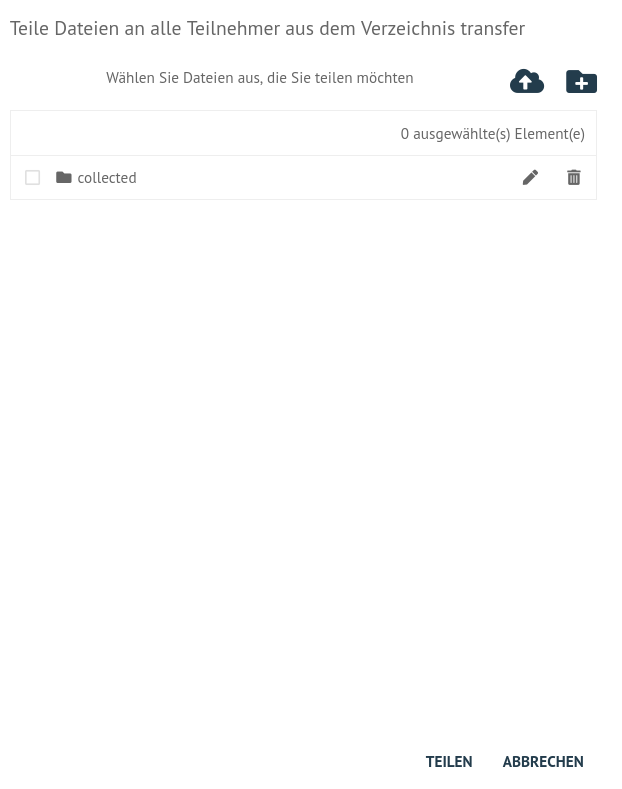 Teile Dateien an alle Teilnehmer aus dem Verzeichnis transfer
Wählen Sie Dateien aus, die Sie teilen möchten
0 ausgewählte(s) Element(e)
collected
TEILEN ABBRECHEN